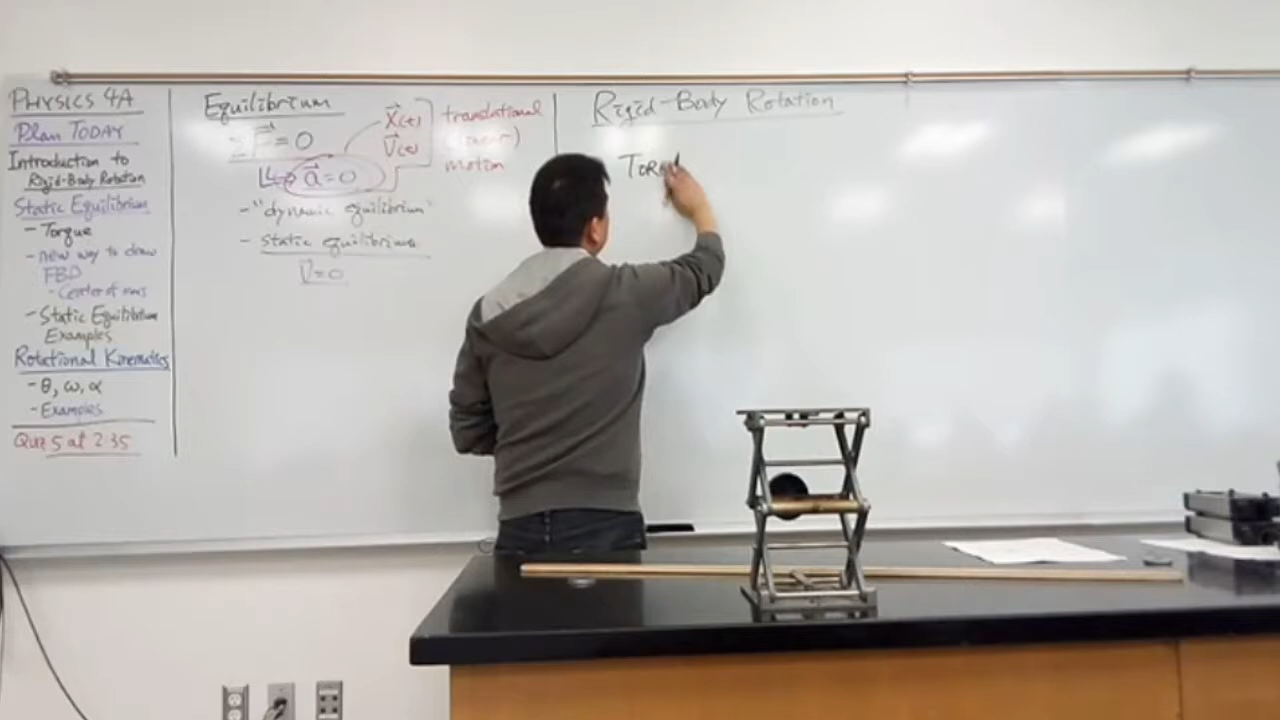 PHYSICS 4A
Plan TODAY
Introduction to
Rigid-Body Rotation
Static Equilibrium
- Torque
- new way to draw
FBD
- Center of mass
- Static Equilibrium
Examples
Rotational Kinematics
- θ, ω, α
- Examples
Quiz 5 at 2:35
Equilibrium
ΣF⃗=0
↳ a⃗=0
- "dynamic equilibrium"
- static equilibrium
V⃗=0
X⃗(t)
V⃗(t)
translational
(linear)
motion
Rigid-Body Rotation
Torqu